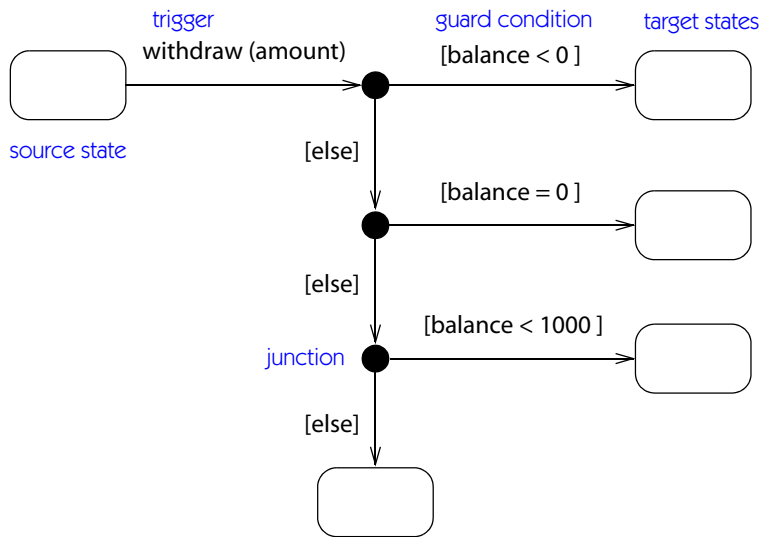 trigger
guard condition
target states
withdraw (amount)
[balance < 0 ]
source state
[else]
[balance = 0 ]
[else]
[balance < 1000 ]
junction
[else]